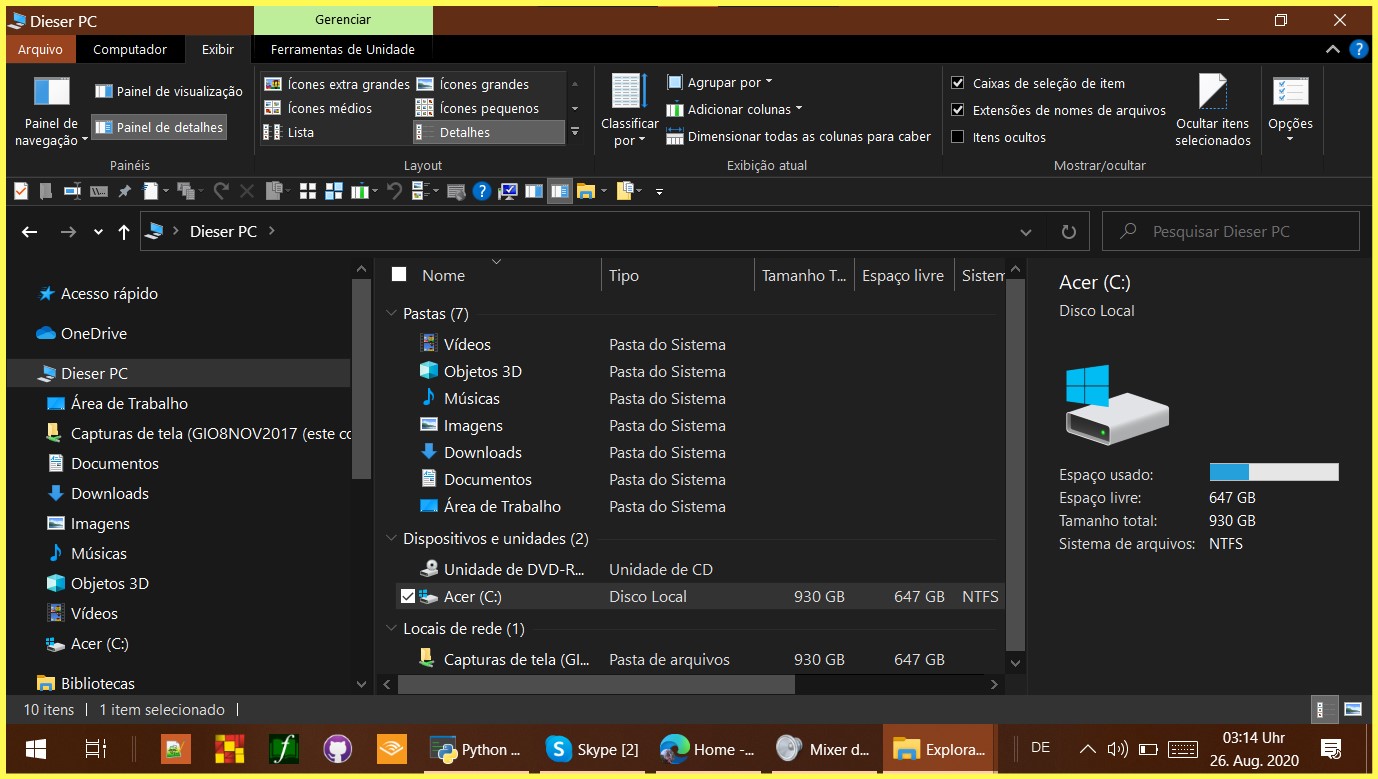 Dieser PC
Gerenciar
Arquivo
Computador
Exibir
Ferramentas de Unidade
Painel de navegação
Painel de visualização
Painel de detalhes
Painéis
Ícones extra grandes
Ícones grandes
Ícones médios
Ícones pequenos
Lista
Detalhes
Layout
Classificar por
Agrupar por
Adicionar colunas
Dimensionar todas as colunas para caber
Exibição atual
Caixas de seleção de item
Extensões de nomes de arquivos
Itens ocultos
Ocultar itens selecionados
Mostrar/ocultar
Opções
Dieser PC
Pesquisar Dieser PC
Acesso rápido
OneDrive
Dieser PC
Área de Trabalho
Capturas de tela (GIO8NOV2017 (este co
Documentos
Downloads
Imagens
Músicas
Objetos 3D
Vídeos
Acer (C:)
Bibliotecas
Nome Tipo Tamanho T... Espaço livre Sistem
Pastas (7)
Vídeos Pasta do Sistema
Objetos 3D Pasta do Sistema
Músicas Pasta do Sistema
Imagens Pasta do Sistema
Downloads Pasta do Sistema
Documentos Pasta do Sistema
Área de Trabalho Pasta do Sistema
Dispositivos e unidades (2)
Unidade de DVD-R... Unidade de CD
Acer (C:) Disco Local 930 GB 647 GB NTFS
Locais de rede (1)
Capturas de tela (GI... Pasta de arquivos 930 GB 647 GB
Acer (C:)
Disco Local
Espaço usado:
Espaço livre: 647 GB
Tamanho total: 930 GB
Sistema de arquivos: NTFS
10 itens
1 item selecionado
Python ...
Skype [2]
Home -...
Mixer d...
Explora...
DE
03:14 Uhr
26. Aug. 2020